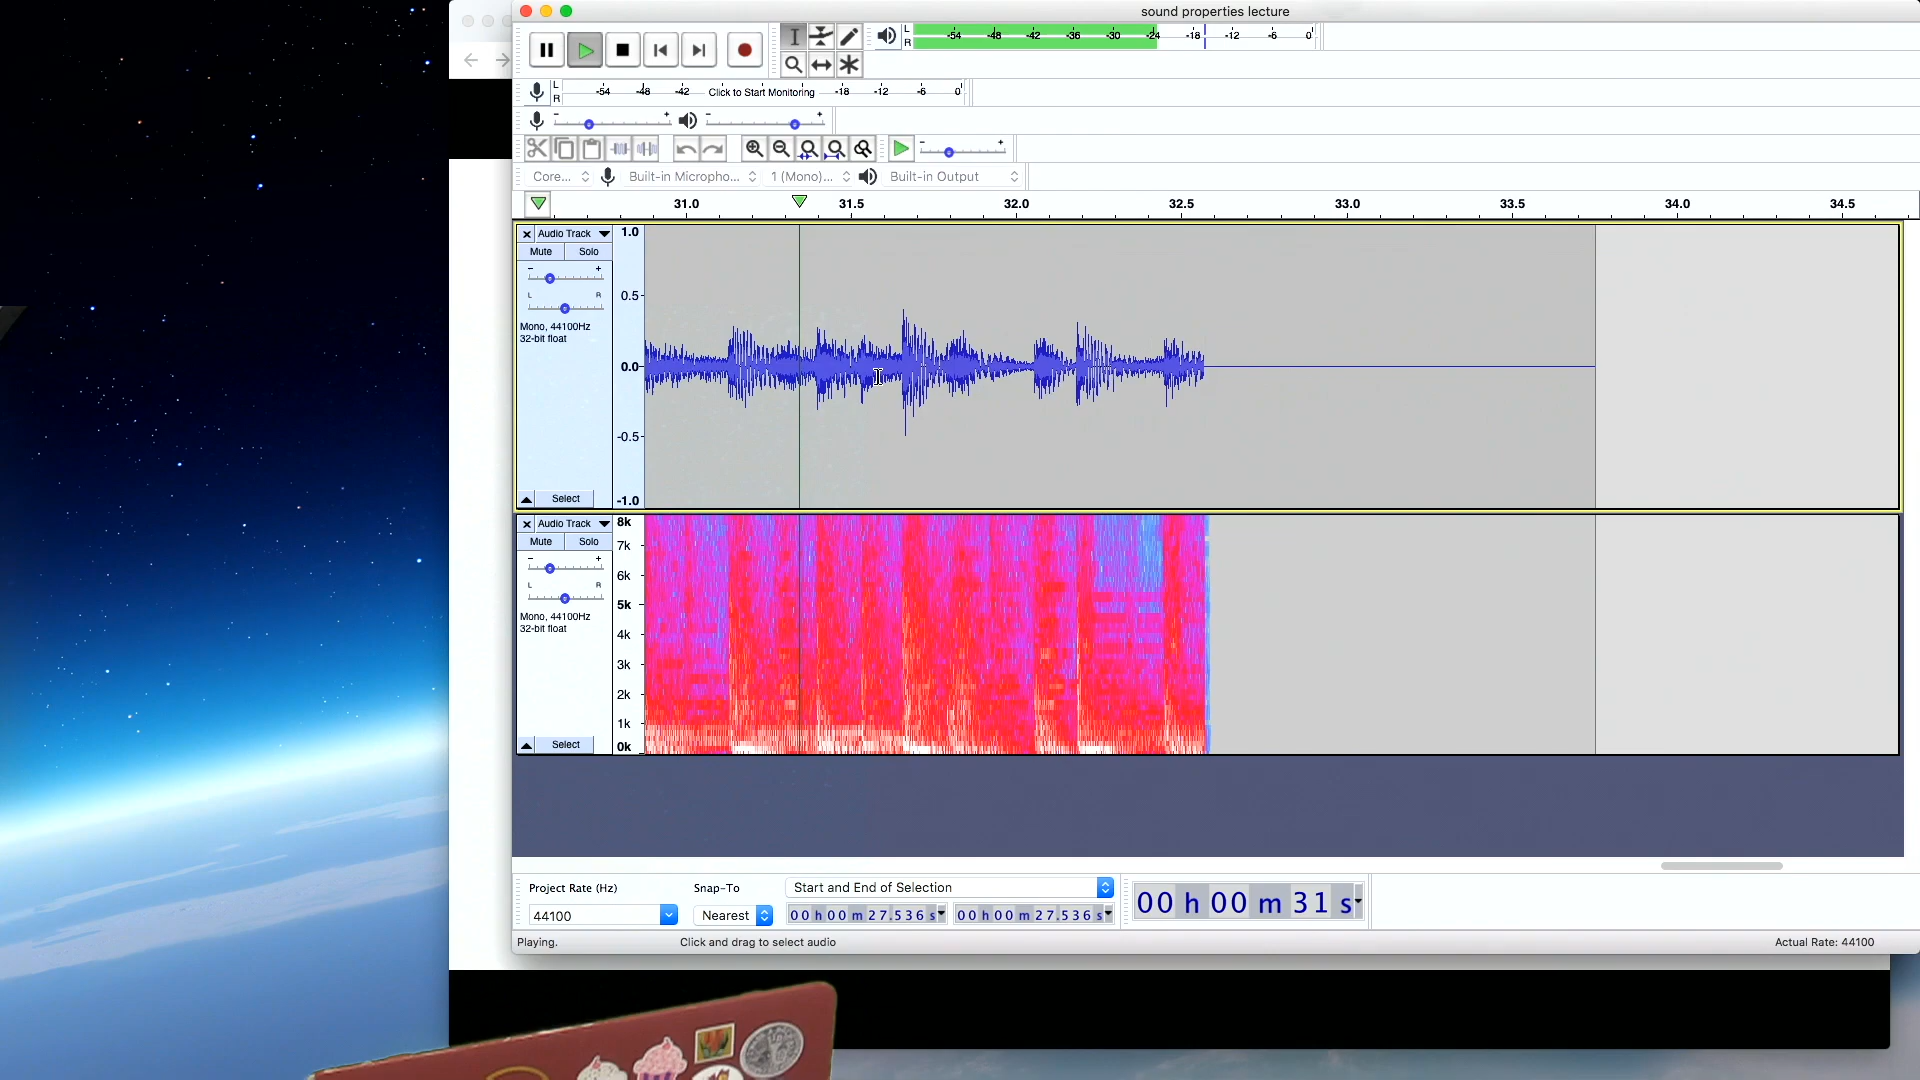 sound properties lecture
L
R
-54 -48 -42 -36 -30 -24 -18 -12 -6 0
L
R
-54 -48 -42 Click to Start Monitoring -18 -12 -6 0
- + - +
- +
Core... Built-in Micropho... 1 (Mono)... Built-in Output
31.0 31.5 32.0 32.5 33.0 33.5 34.0 34.5
Audio Track
Mute Solo
- +
L R
Mono, 44100Hz
32-bit float
Select
1.0
0.5-
0.0-
-0.5-
-1.0
Audio Track
Mute Solo
- +
L R
Mono, 44100Hz
32-bit float
Select
8k
7k
6k
5k
4k
3k
2k
1k
0k
Project Rate (Hz) Snap-To Start and End of Selection
44100 Nearest 00 h 00 m 27.536 s 00 h 00 m 27.536 s
00 h 00 m 31 s
Playing. Click and drag to select audio Actual Rate: 44100